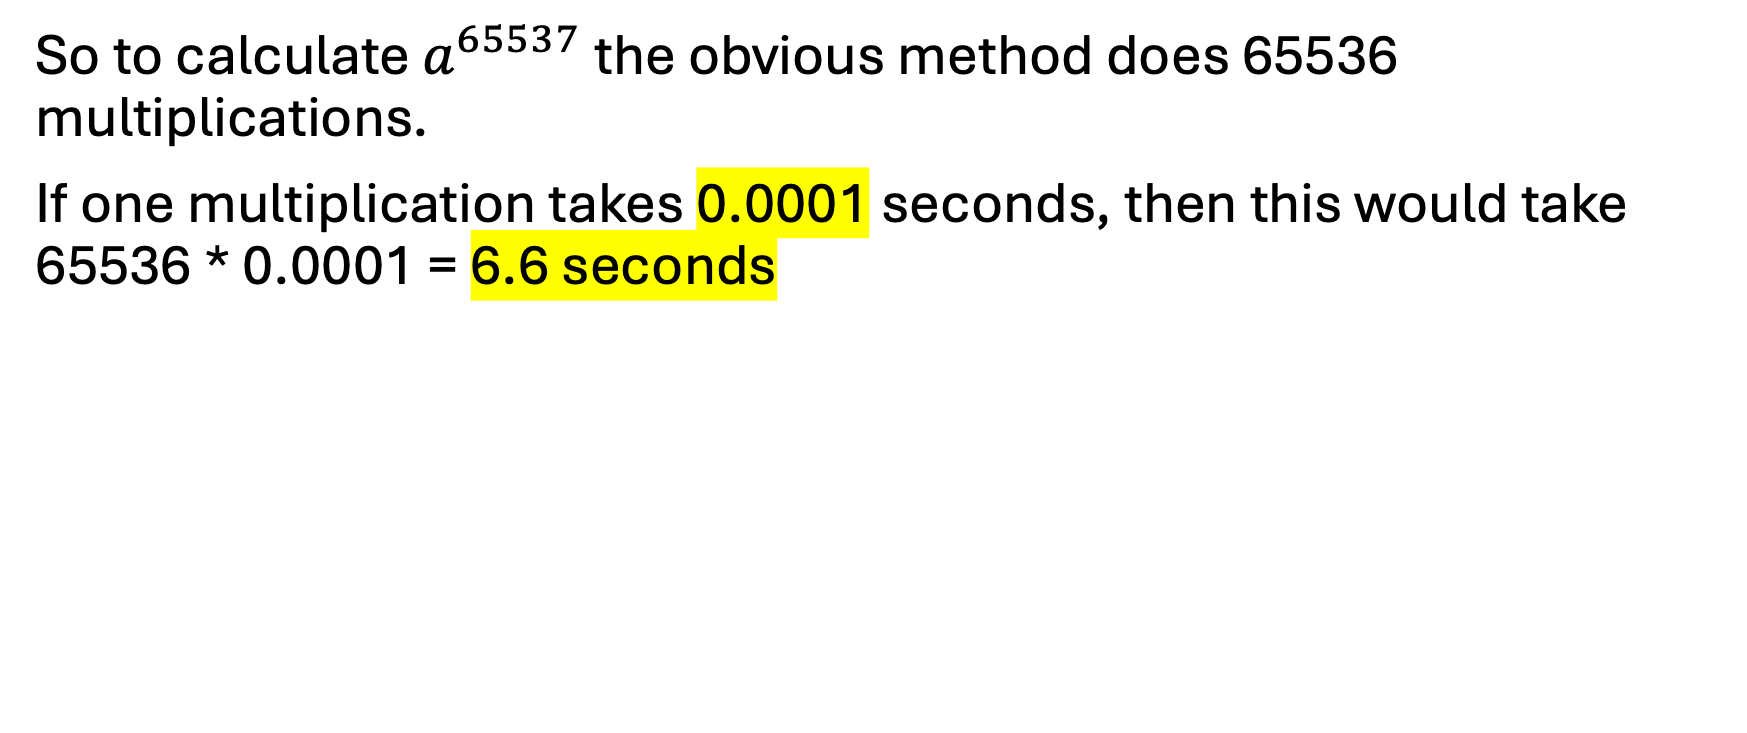 So to calculate 𝑎⁶⁵⁵³⁷ the obvious method does 65536
multiplications.
If one multiplication takes 0.0001 seconds, then this would take
65536 * 0.0001 = 6.6 seconds